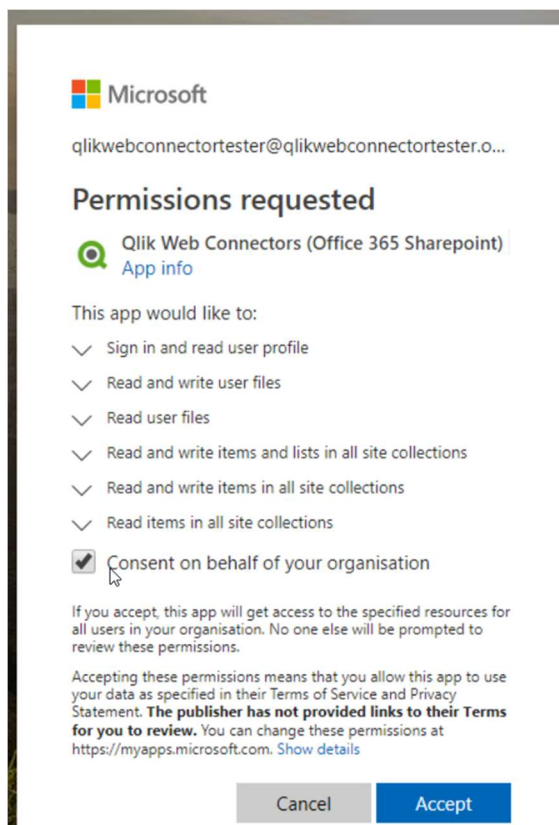 Microsoft
qlikwebconnectortester@qlikwebconnectortester.o...
Permissions requested
Qlik Web Connectors (Office 365 Sharepoint)
App info
This app would like to:
Sign in and read user profile
Read and write user files
Read user files
Read and write items and lists in all site collections
Read and write items in all site collections
Read items in all site collections
Consent on behalf of your organisation
If you accept, this app will get access to the specified resources for
all users in your organisation. No one else will be prompted to
review these permissions.
Accepting these permissions means that you allow this app to use
your data as specified in their Terms of Service and Privacy
Statement. The publisher has not provided links to their Terms
for you to review. You can change these permissions at
https://myapps.microsoft.com. Show details
Cancel
Accept